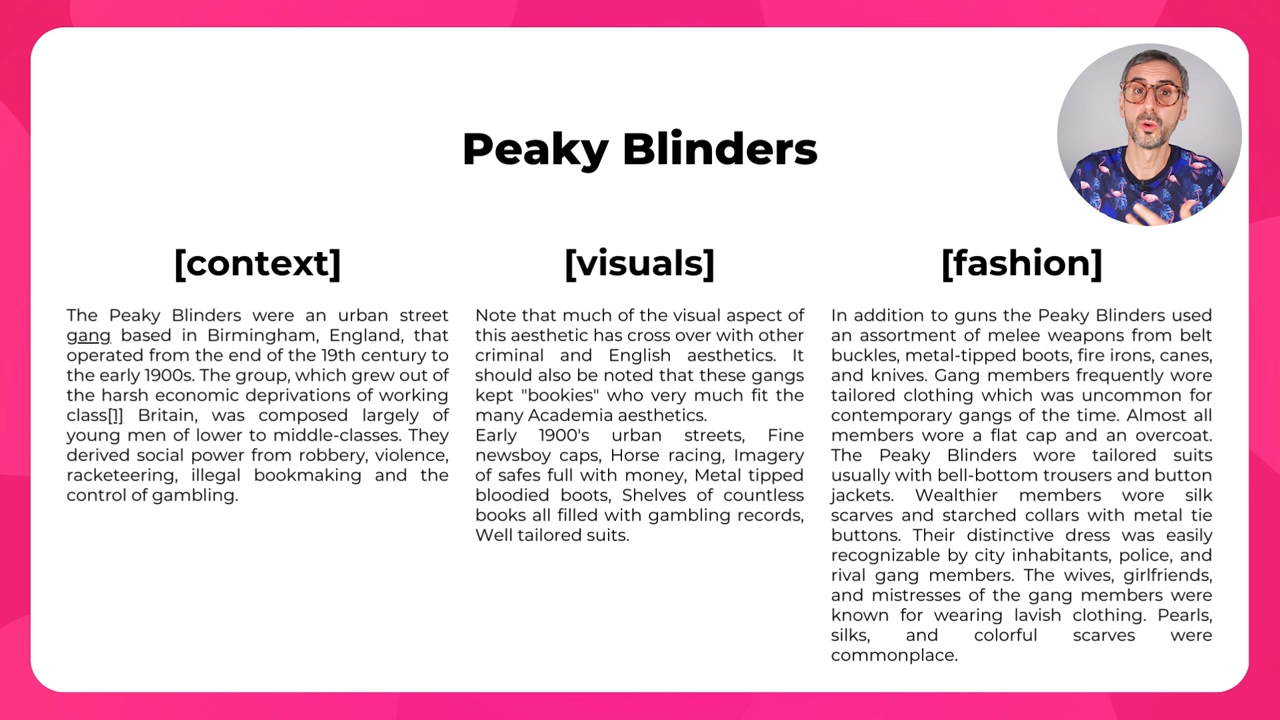 Peaky Blinders
[context]
The Peaky Blinders were an urban street
gang based in Birmingham, England, that
operated from the end of the 19th century to
the early 1900s. The group, which grew out of
the harsh economic deprivations of working
class[1] Britain, was composed largely of
young men of lower to middle-classes. They
derived social power from robbery, violence,
racketeering, illegal bookmaking and the
control of gambling.
[visuals]
Note that much of the visual aspect of
this aesthetic has cross over with other
criminal and English aesthetics. It
should also be noted that these gangs
kept "bookies" who very much fit the
many Academia aesthetics.
Early 1900's urban streets, Fine
newsboy caps, Horse racing, Imagery
of safes full with money, Metal tipped
bloodied boots, Shelves of countless
books all filled with gambling records,
Well tailored suits.
[fashion]
In addition to guns the Peaky Blinders used
an assortment of melee weapons from belt
buckles, metal-tipped boots, fire irons, canes,
and knives. Gang members frequently wore
tailored clothing which was uncommon for
contemporary gangs of the time. Almost all
members wore a flat cap and an overcoat.
The Peaky Blinders wore tailored suits
usually with bell-bottom trousers and button
jackets. Wealthier members wore silk
scarves and starched collars with metal tie
buttons. Their distinctive dress was easily
recognizable by city inhabitants, police, and
rival gang members. The wives, girlfriends,
and mistresses of the gang members were
known for wearing lavish clothing. Pearls,
silks, and colorful scarves were
commonplace.